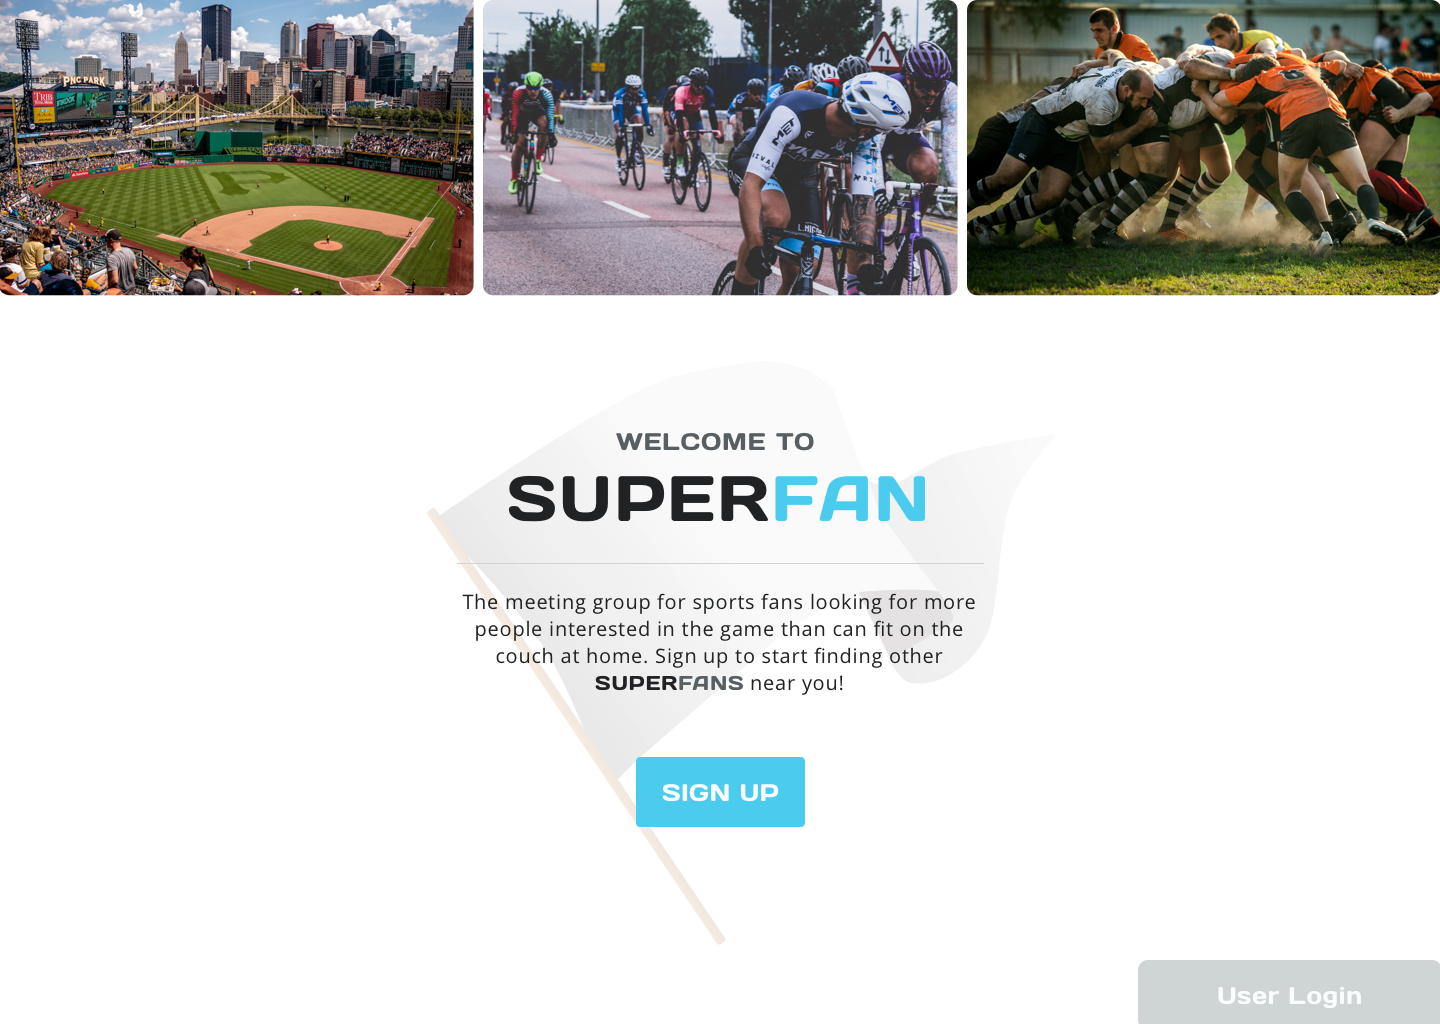 PNC PARK
TRIB
MET
WELCOME TO
SUPERFAN
The meeting group for sports fans looking for more
people interested in the game than can fit on the
couch at home. Sign up to start finding other
SUPERFANS near you!
SIGN UP
User Login